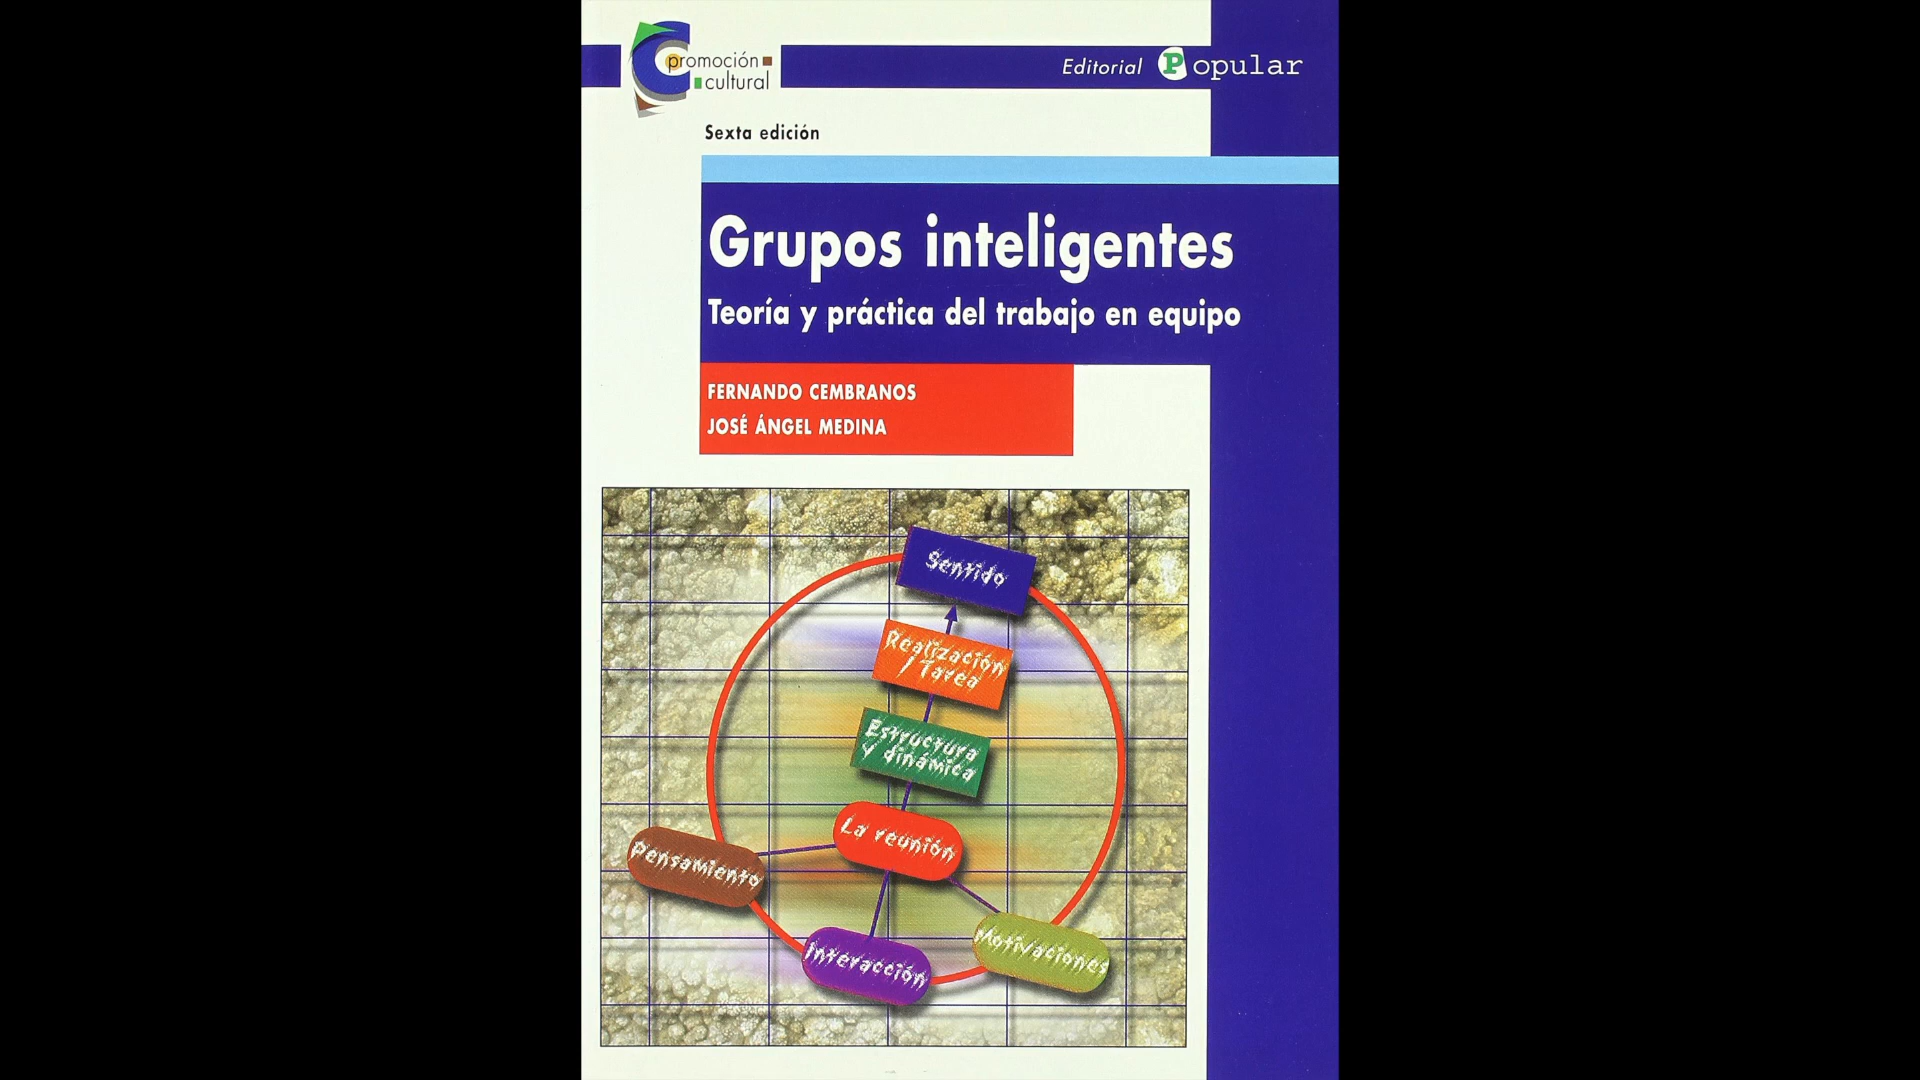 promoción
cultural
Editorial Popular
Sexta edición
Grupos inteligentes
Teoría y práctica del trabajo en equipo
FERNANDO CEMBRANOS
JOSÉ ÁNGEL MEDINA
Sentido
Realización
/ Tarea
Estructura
y dinámica
La reunión
Pensamiento
Interacción
Motivaciones